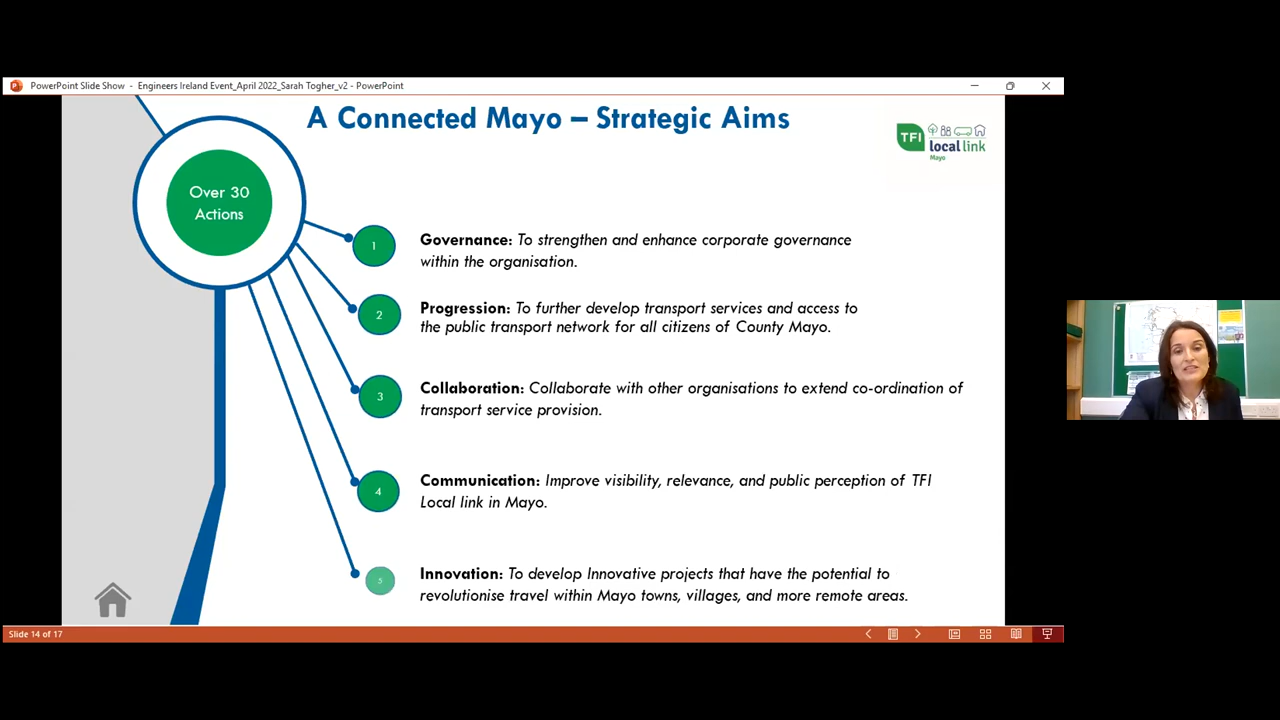 PowerPoint Slide Show - Engineers Ireland Event_April 2022_Sarah Togher_v2 - PowerPoint
A Connected Mayo – Strategic Aims
TFI
local link
Mayo
Over 30
Actions
1
Governance: To strengthen and enhance corporate governance
within the organisation.
2
Progression: To further develop transport services and access to
the public transport network for all citizens of County Mayo.
3
Collaboration: Collaborate with other organisations to extend co-ordination of
transport service provision.
4
Communication: Improve visibility, relevance, and public perception of TFI
Local link in Mayo.
5
Innovation: To develop Innovative projects that have the potential to
revolutionise travel within Mayo towns, villages, and more remote areas.
Slide 14 of 17